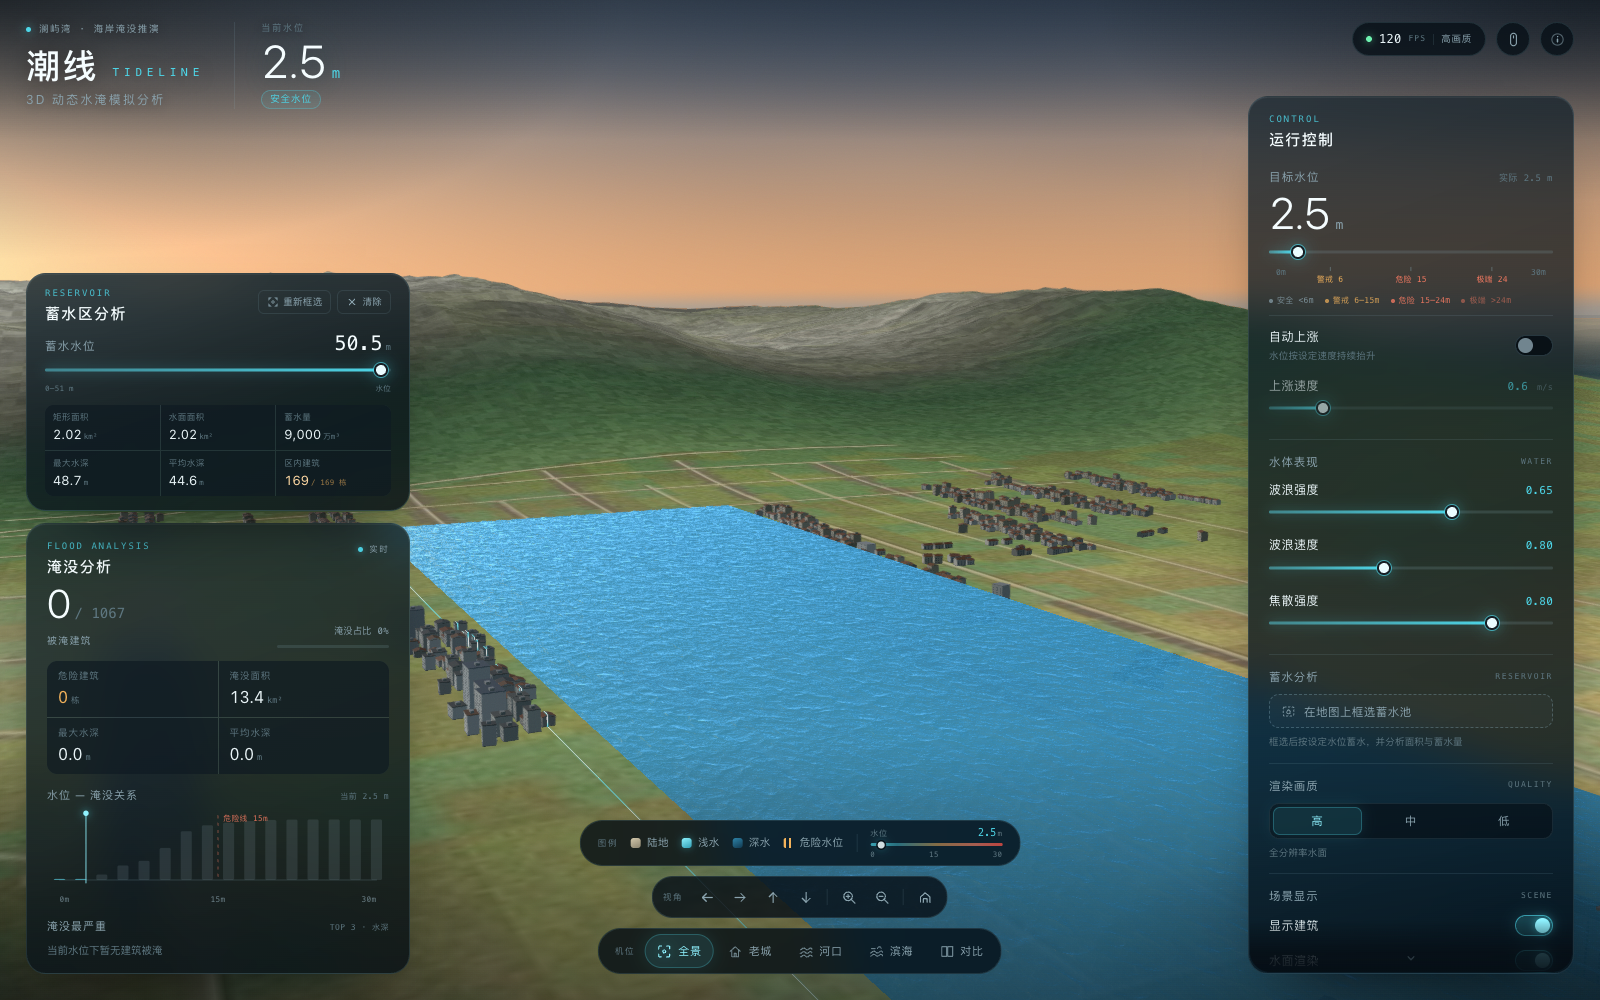 澜屿湾 · 海岸淹没推演
潮线 TIDELINE
3D 动态水淹模拟分析
当前水位
2.5 m
安全水位
120 FPS 高画质
RESERVOIR
蓄水区分析
重新框选
清除
蓄水水位
50.5 m
0–51 m
水位
矩形面积
2.02 km²
水面面积
2.02 km²
蓄水量
9,000 万m³
最大水深
48.7 m
平均水深
44.6 m
区内建筑
169 / 169 栋
FLOOD ANALYSIS
实时
淹没分析
0 / 1067
被淹建筑
淹没占比 0%
危险建筑
0 栋
淹没面积
13.4 km²
最大水深
0.0 m
平均水深
0.0 m
水位 — 淹没关系
当前 2.5 m
危险线 15m
0m
15m
30m
淹没最严重
TOP 3 · 水深
当前水位下暂无建筑被淹
图例 陆地 浅水 深水 危险水位
水位 2.5m
0 15 30
视角
机位 全景 老城 河口 滨海 对比
CONTROL
运行控制
目标水位
实际 2.5 m
2.5 m
0m 警戒 6 危险 15 极端 24 30m
安全 <6m 警戒 6–15m 危险 15–24m 极端 >24m
自动上涨
水位按设定速度持续抬升
上涨速度
0.6 m/s
水体表现 WATER
波浪强度 0.65
波浪速度 0.80
焦散强度 0.80
蓄水分析 RESERVOIR
在地图上框选蓄水池
框选后按设定水位蓄水，并分析面积与蓄水量
渲染画质 QUALITY
高 中 低
全分辨率水面
场景显示 SCENE
显示建筑
水面渲染